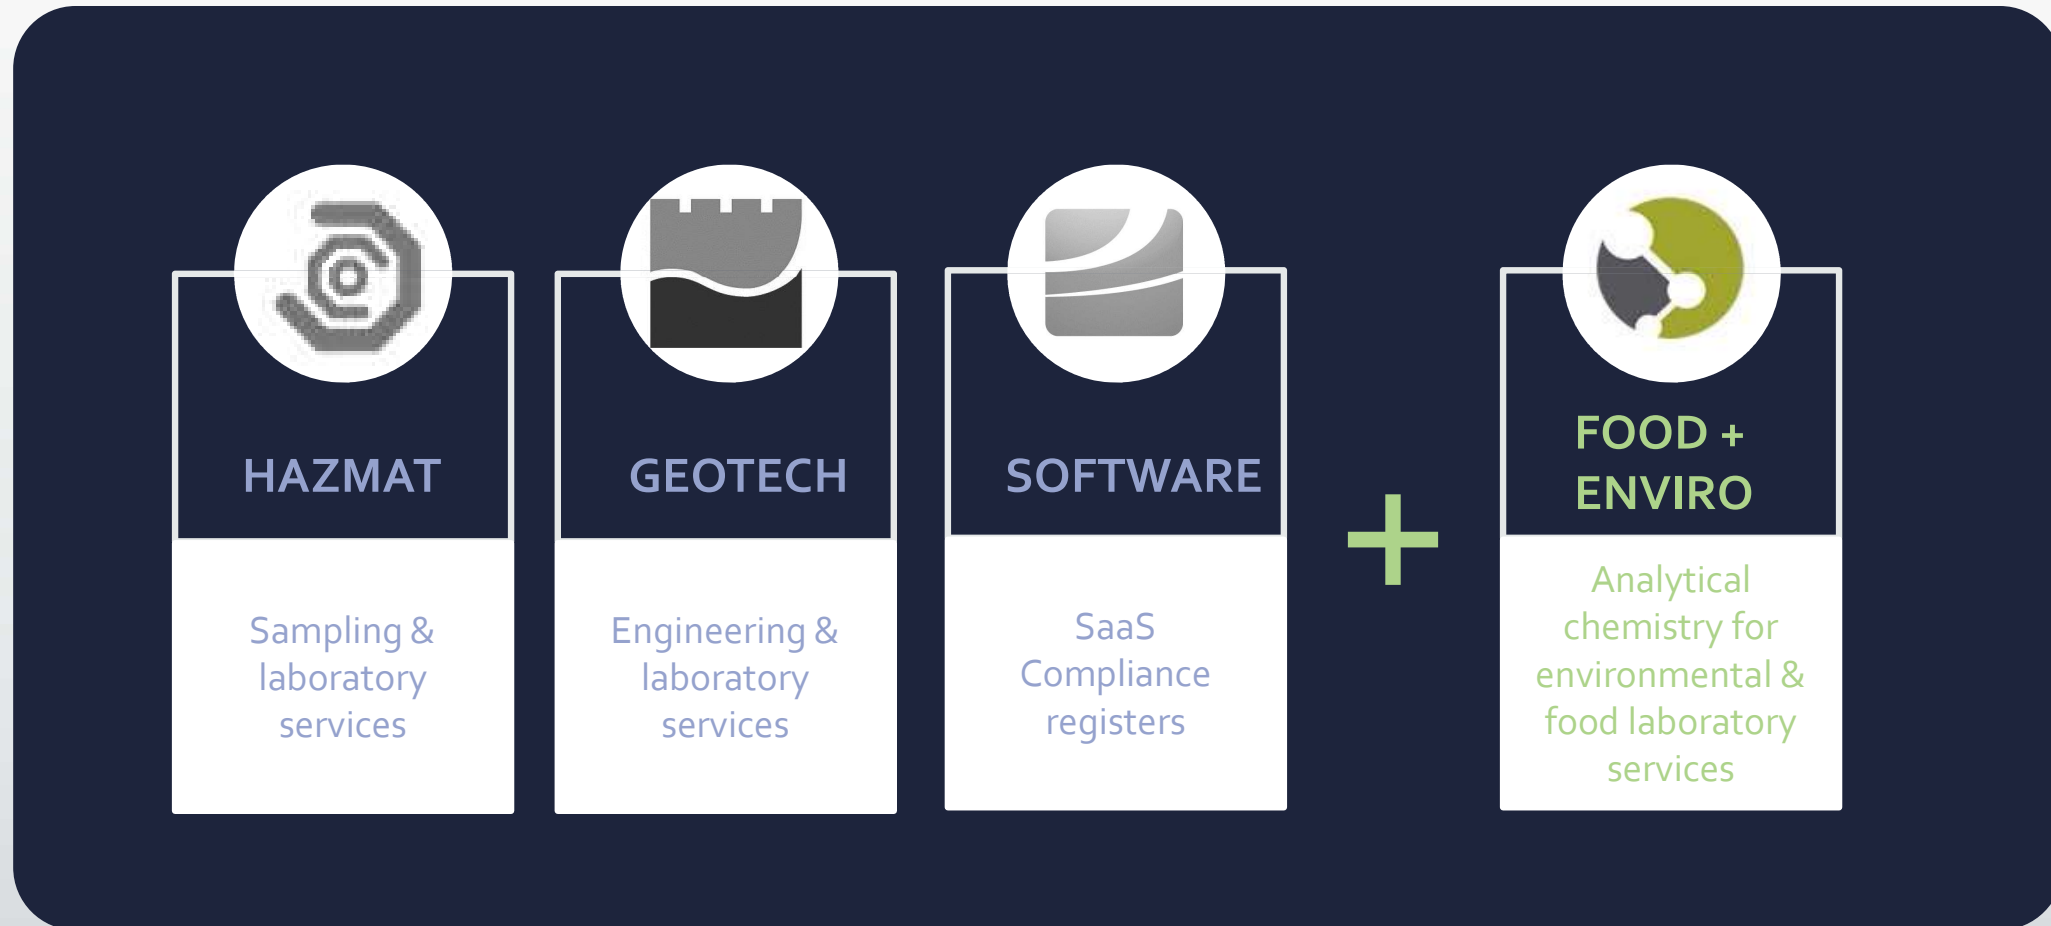 HAZMAT
Sampling &
laboratory
services
GEOTECH
Engineering &
laboratory
services
SOFTWARE
SaaS
Compliance
registers
+
FOOD +
ENVIRO
Analytical
chemistry for
environmental &
food laboratory
services